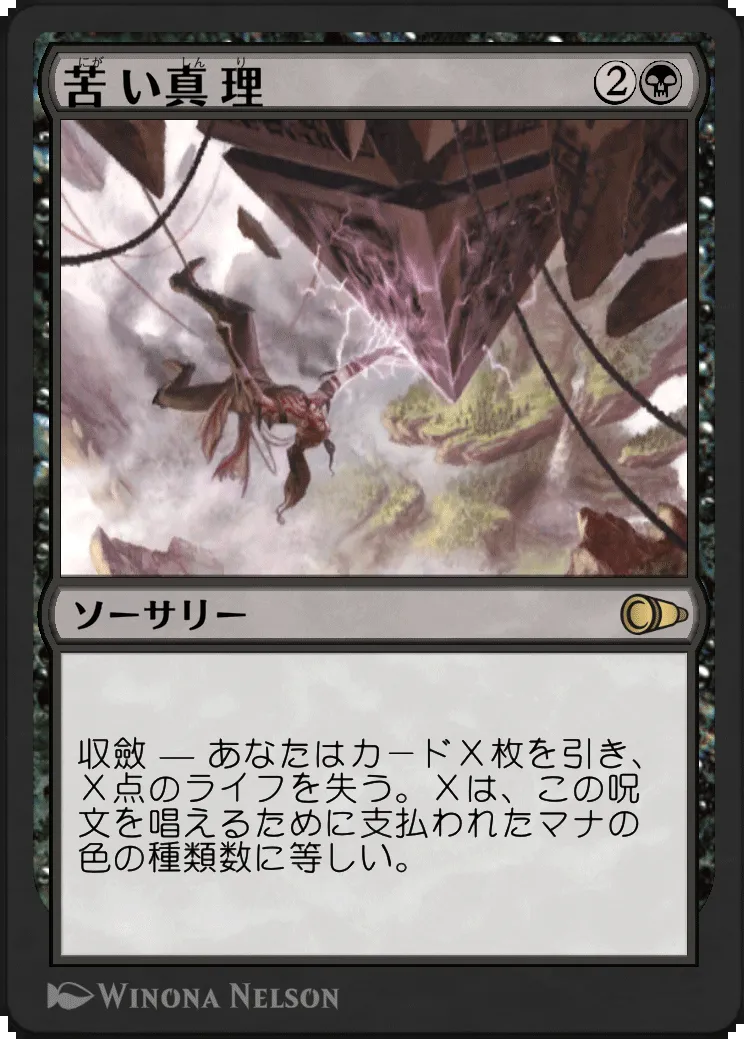 苦い真理 2
ソーサリー
収斂 — あなたはカードX枚を引き、
X点のライフを失う。Xは、この呪
文を唱えるために支払われたマナの
色の種類数に等しい。
WINONA NELSON